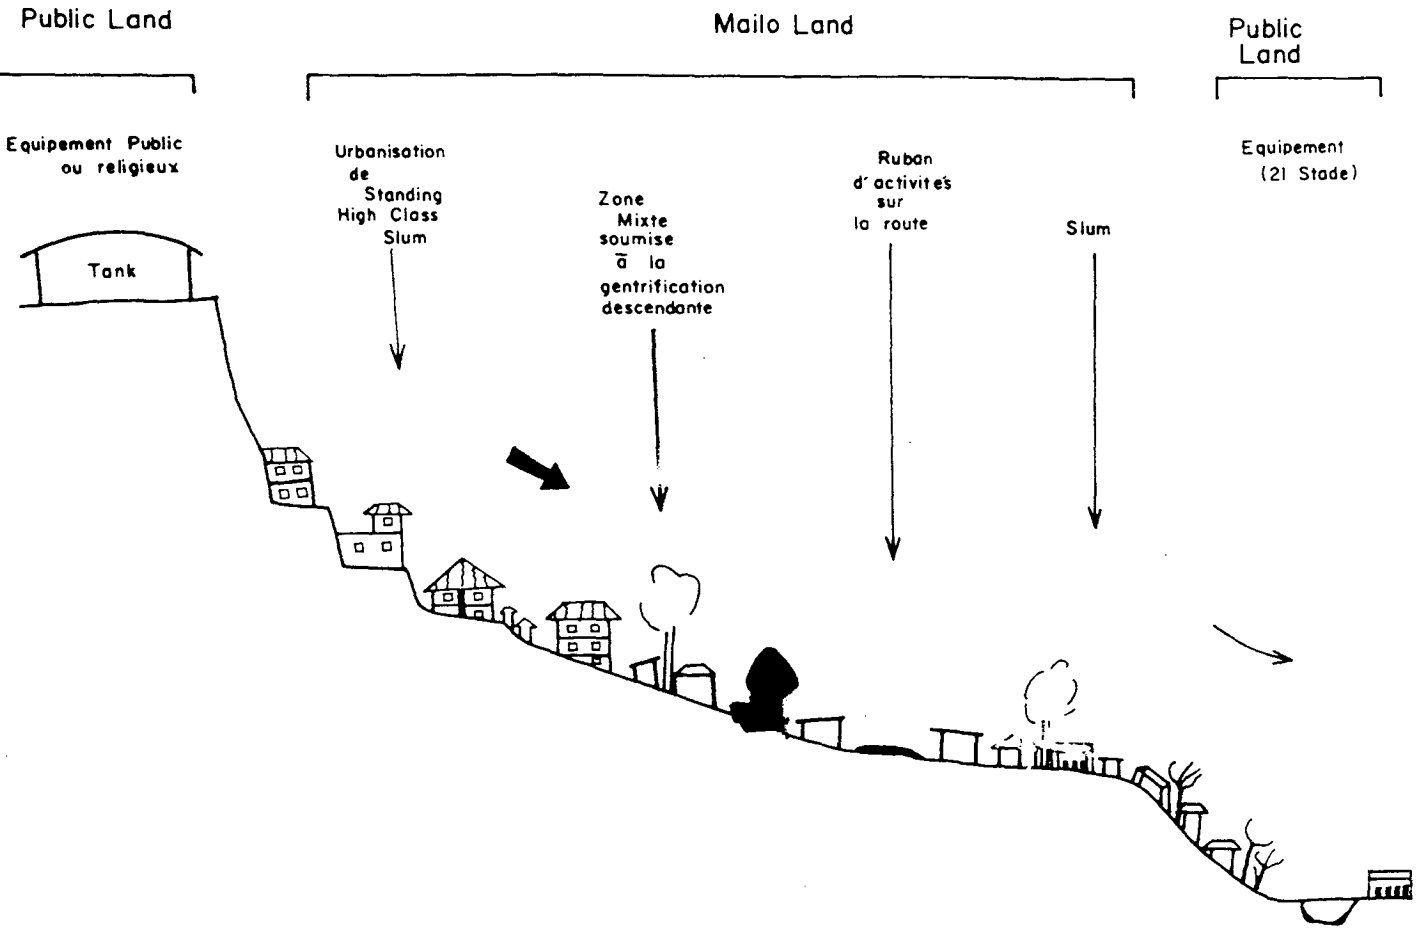 Public Land
Mailo Land
Public
Land
Equipement Public
ou religieux
Urbanisation
de
Standing
High Class
Slum
Zone
Mixte
soumise
à la
gentrification
descendante
Ruban
d'activités
sur
la route
Slum
Equipement
(21 Stade)
Tank